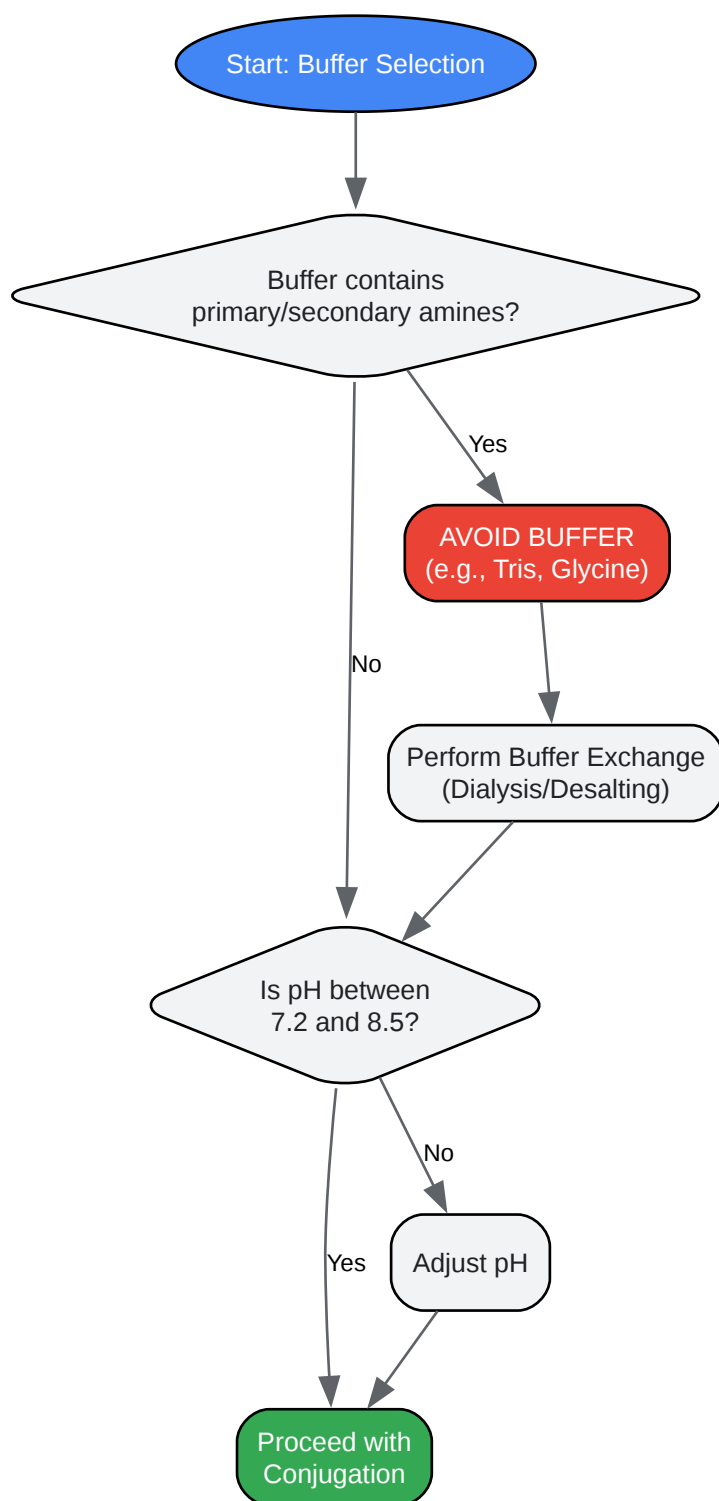 Start: Buffer Selection
Buffer contains
primary/secondary amines?
Yes
AVOID BUFFER
(e.g., Tris, Glycine)
No
Perform Buffer Exchange
(Dialysis/Desalting)
Is pH between
7.2 and 8.5?
No
Yes
Adjust pH
Proceed with
Conjugation